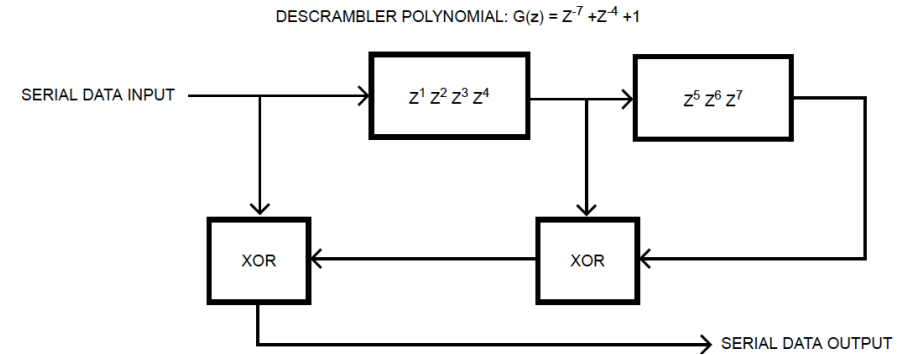 DESCRAMBLER POLYNOMIAL: G(z) = Z⁻⁷ +Z⁻⁴ +1
SERIAL DATA INPUT
Z¹ Z² Z³ Z⁴
Z⁵ Z⁶ Z⁷
XOR
XOR
SERIAL DATA OUTPUT